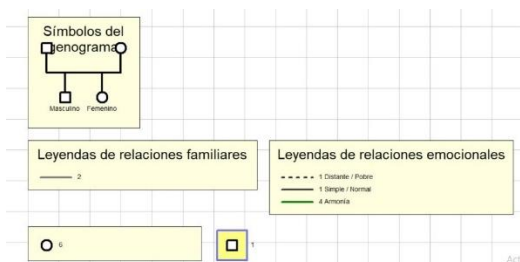 Símbolos del
genograma
Masculino Femenino
Leyendas de relaciones familiares
2
Leyendas de relaciones emocionales
1 Distante / Pobre
1 Simple / Normal
4 Armonía
6
1
Act